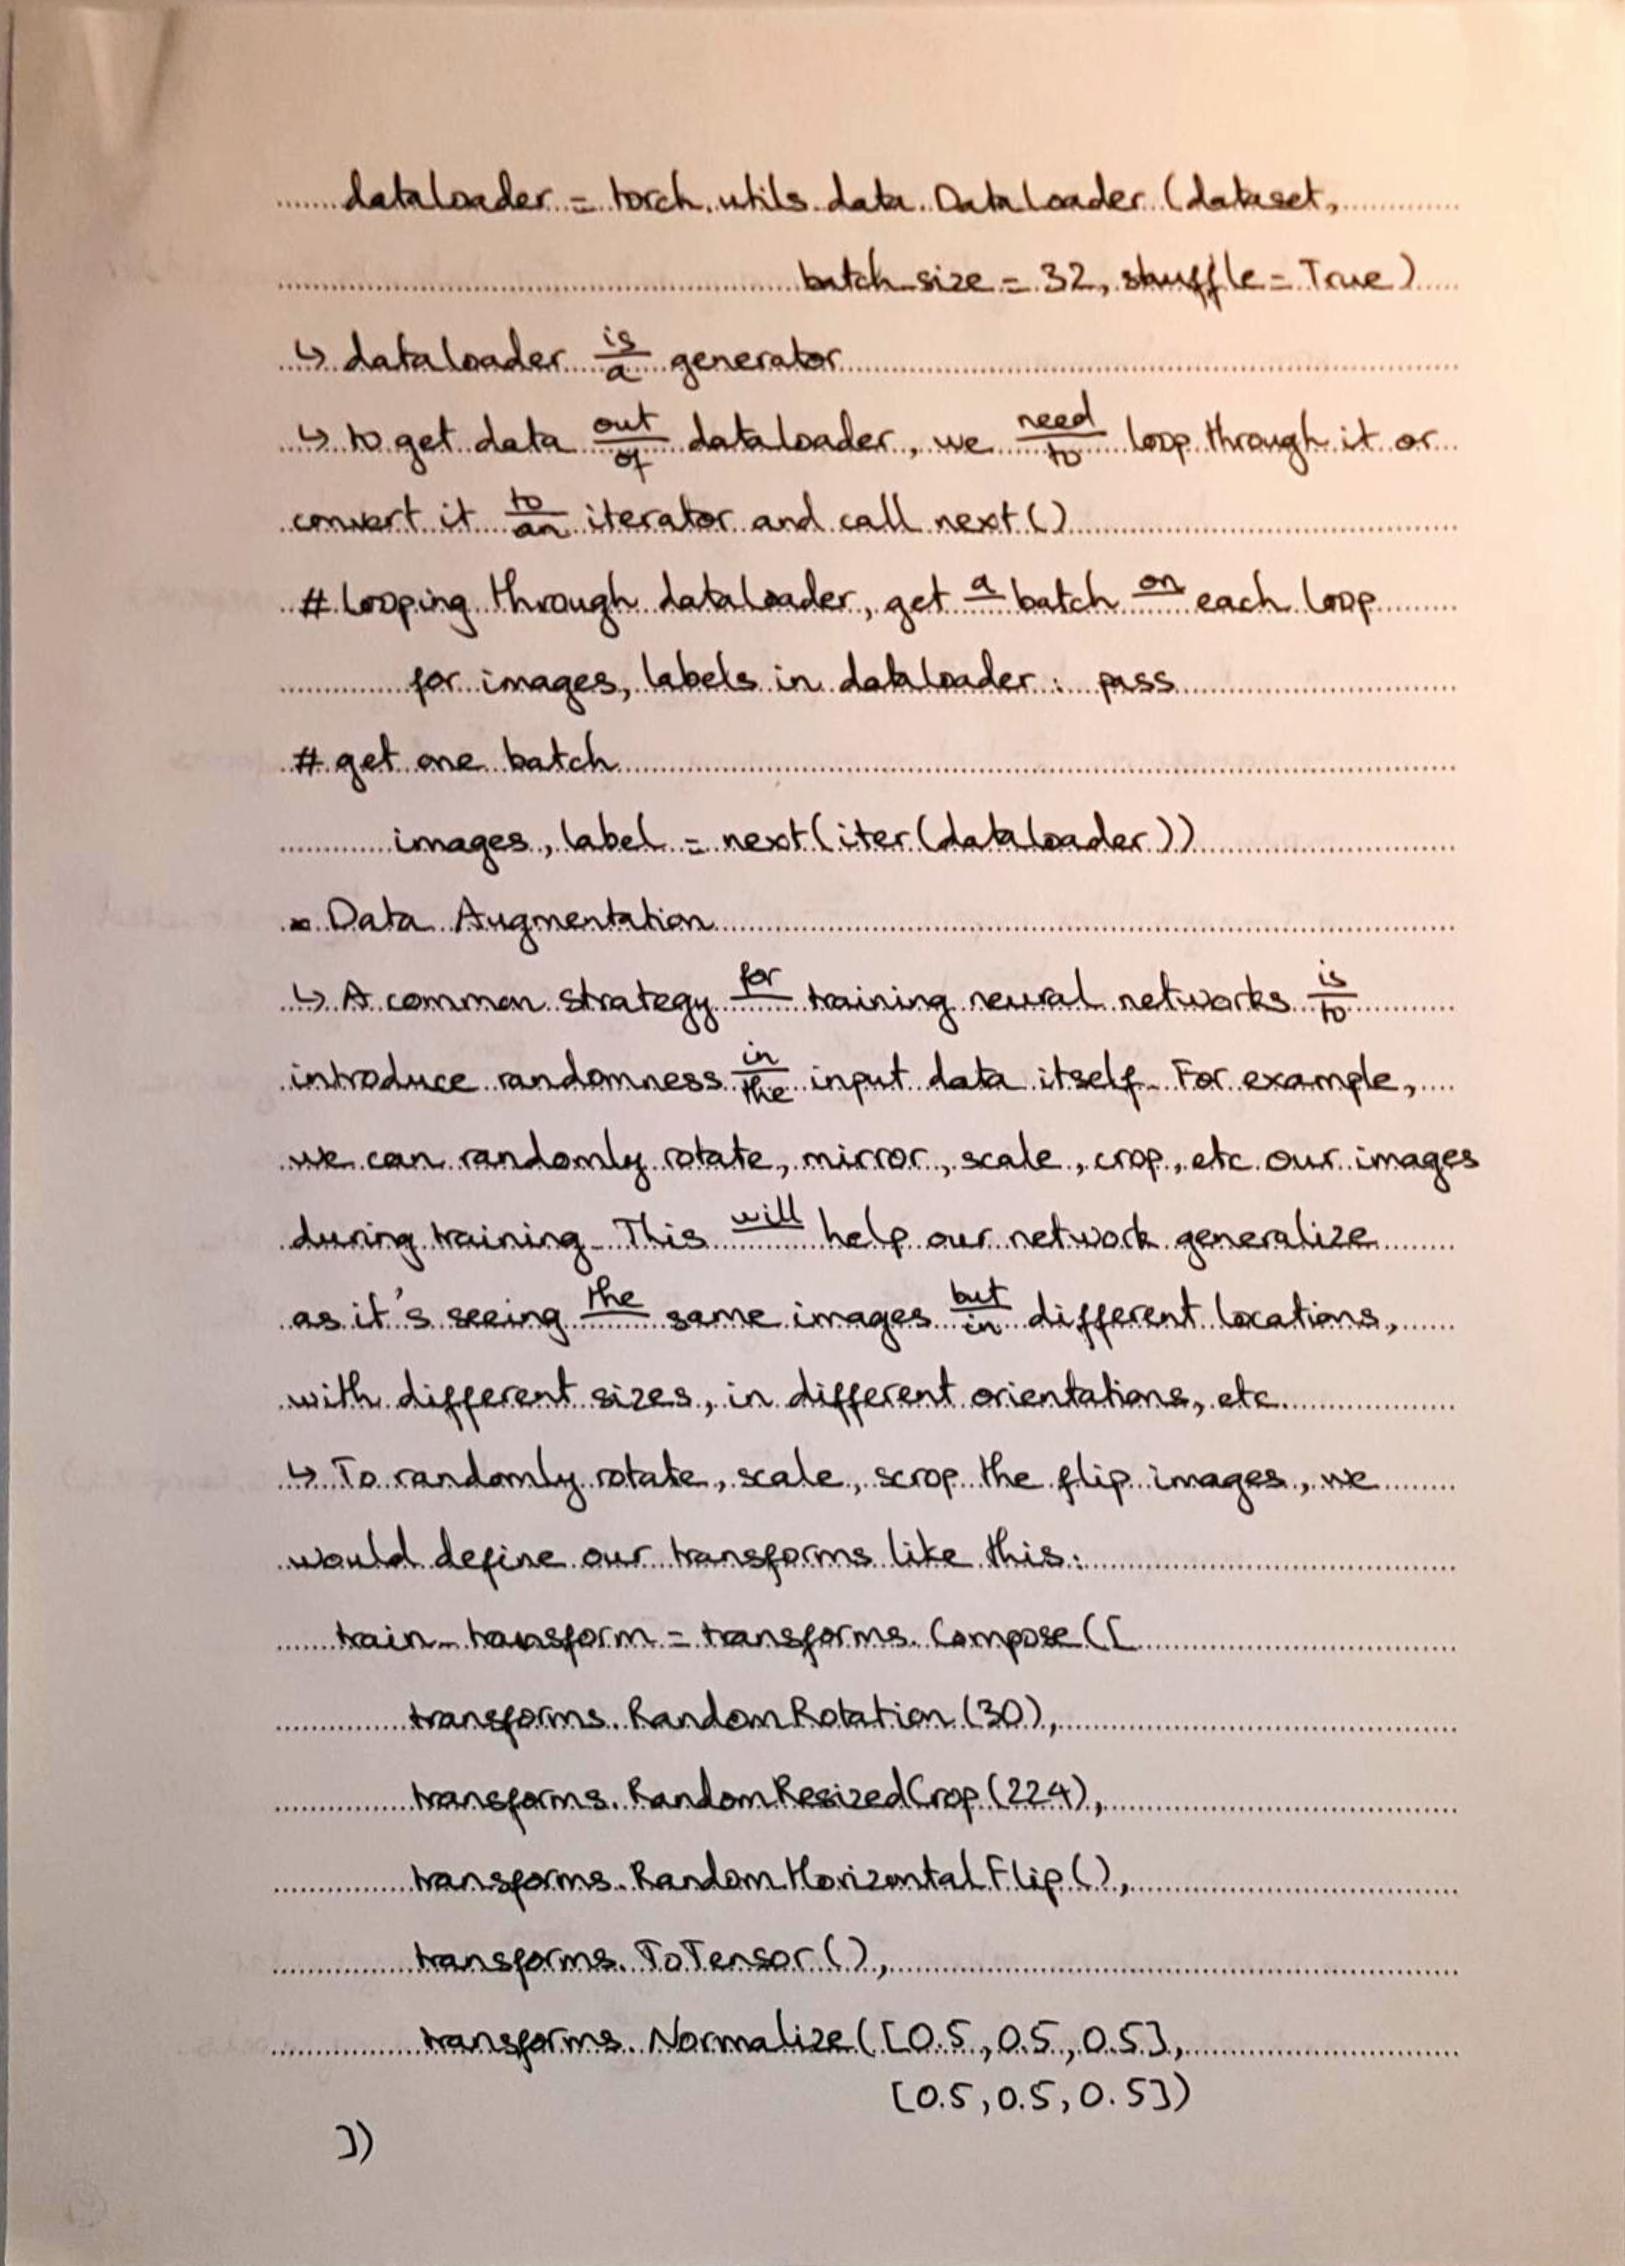 dataloader = torch.utils.data.DataLoader (dataset,
batch_size = 32, shuffle = True)
↳ dataloader is a generator
↳ to get data out of dataloader, we need to loop through it or
convert it to an iterator and call next()
# looping through dataloader, get a batch on each loop
for images, labels in dataloader: pass
# get one batch
images, label = next(iter(dataloader))
Data Augmentation
↳ A common strategy for training neural networks is to
introduce randomness in the input data itself. For example,
we can randomly rotate, mirror, scale, crop, etc our images
during training. This will help our network generalize
as it's seeing the same images but in different locations,
with different sizes, in different orientations, etc.
↳ To randomly rotate, scale, scrop the flip images, we
would define our transforms like this:
train_transform = transforms.Compose([
transforms.RandomRotation(30),
transforms.RandomResizedCrop(224),
transforms.RandomHorizontalFlip(),
transforms.ToTensor(),
transforms.Normalize([0.5, 0.5, 0.5],
[0.5, 0.5, 0.5])
])